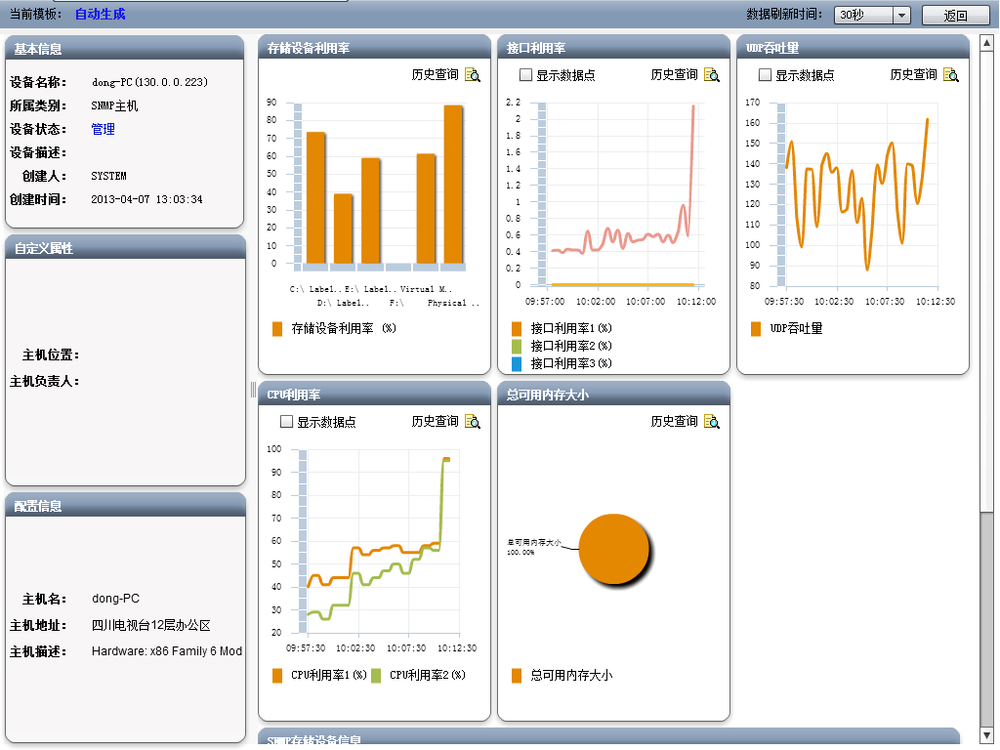 当前模板: 自动生成 数据刷新时间: 30秒 返回
基本信息
设备名称: dong-PC(130.0.0.223)
所属类别: SNMP主机
设备状态: 管理
设备描述:
创建人: SYSTEM
创建时间: 2013-04-07 13:03:34
自定义属性
主机位置:
主机负责人:
配置信息
主机名: dong-PC
主机地址: 四川电视台12层办公区
主机描述: Hardware: x86 Family 6 Mod
存储设备利用率
历史查询
90
80
70
60
50
40
30
20
10
0
C:\ Label.. E:\ Label.. Virtual M..
D:\ Label.. F:\ Physical ..
存储设备利用率 (%)
接口利用率
显示数据点 历史查询
2.2
2
1.8
1.6
1.4
1.2
1
0.8
0.6
0.4
0.2
0
09:57:00 10:02:00 10:07:00 10:12:00
接口利用率1(%)
接口利用率2(%)
接口利用率3(%)
UDP吞吐量
显示数据点 历史查询
170
160
150
140
130
120
110
100
90
80
09:57:30 10:02:30 10:07:30 10:12:30
UDP吞吐量
CPU利用率
显示数据点 历史查询
100
90
80
70
60
50
40
30
20
09:57:30 10:02:30 10:07:30 10:12:30
CPU利用率1(%) CPU利用率2(%)
总可用内存大小
历史查询
总可用内存大小
100.00%
总可用内存大小
SNMP存储设备信息